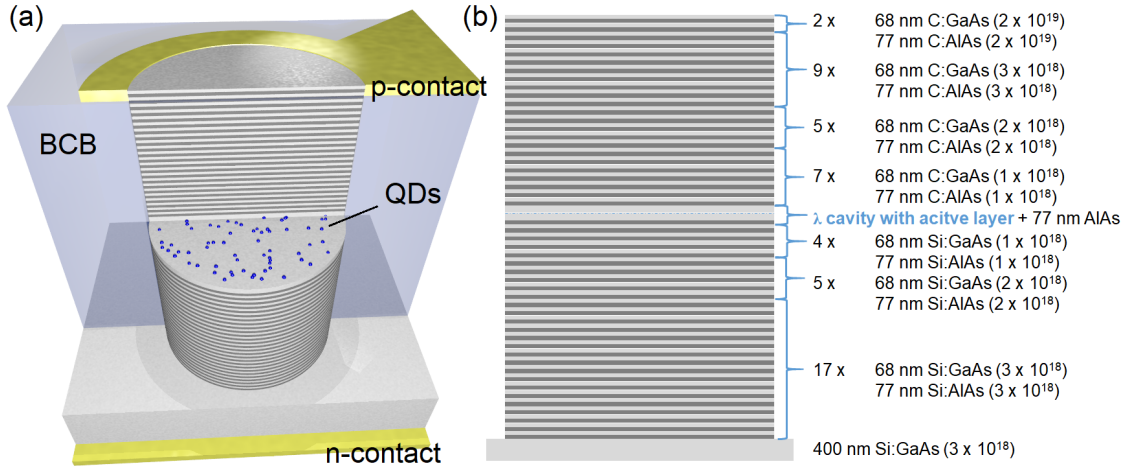 (a)
p-contact
BCB
QDs
n-contact
(b)
2 x 68 nm C:GaAs (2 x 10¹⁹)
77 nm C:AlAs (2 x 10¹⁹)
9 x 68 nm C:GaAs (3 x 10¹⁸)
77 nm C:AlAs (3 x 10¹⁸)
5 x 68 nm C:GaAs (2 x 10¹⁸)
77 nm C:AlAs (2 x 10¹⁸)
7 x 68 nm C:GaAs (1 x 10¹⁸)
77 nm C:AlAs (1 x 10¹⁸)
λ cavity with acitve layer + 77 nm AlAs
4 x 68 nm Si:GaAs (1 x 10¹⁸)
77 nm Si:AlAs (1 x 10¹⁸)
5 x 68 nm Si:GaAs (2 x 10¹⁸)
77 nm Si:AlAs (2 x 10¹⁸)
17 x 68 nm Si:GaAs (3 x 10¹⁸)
77 nm Si:AlAs (3 x 10¹⁸)
400 nm Si:GaAs (3 x 10¹⁸)